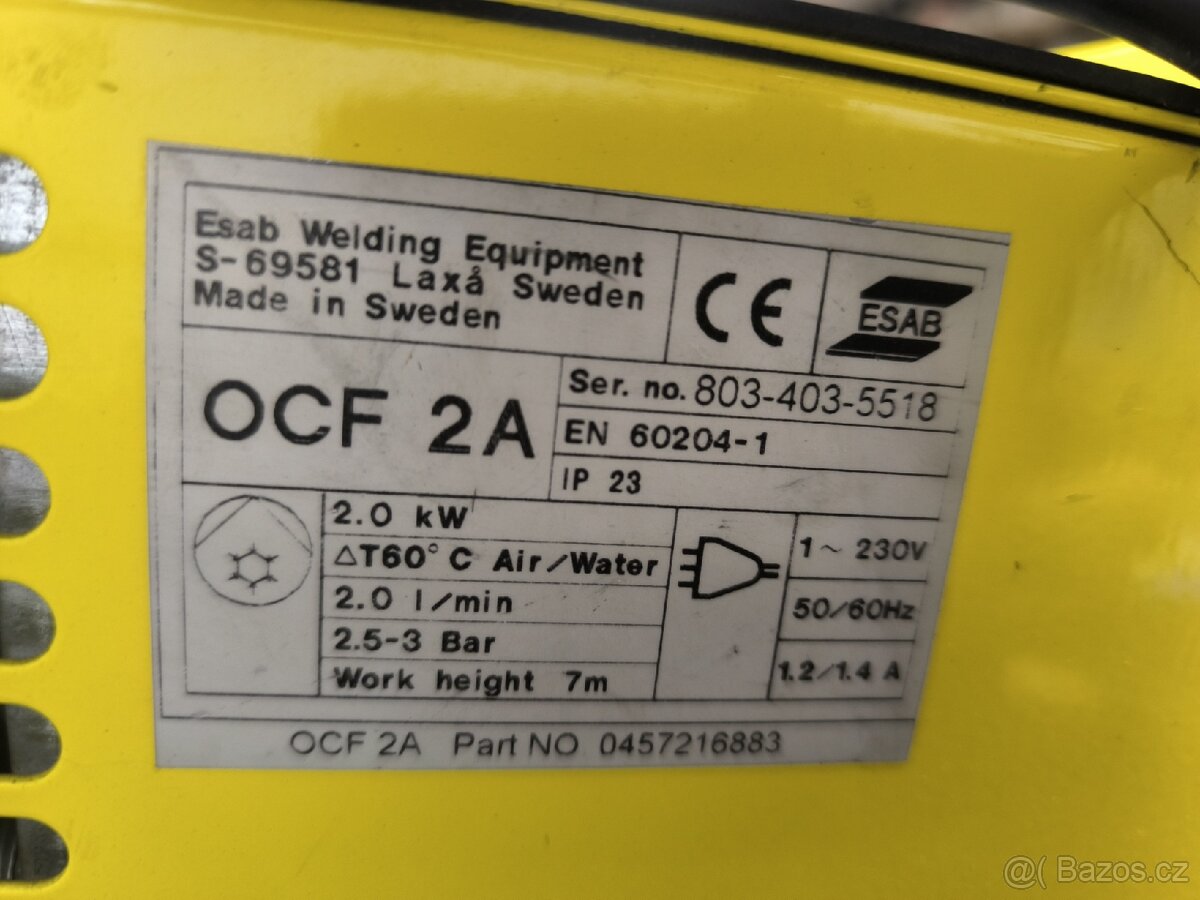 Esab Welding Equipment
S-69581 Laxå Sweden
Made in Sweden
CE
ESAB
OCF 2A
Ser. no. 803-403-5518
EN 60204-1
IP 23
2.0 kW
△T60°C Air/Water
2.0 l/min
2.5-3 Bar
Work height 7m
1~ 230V
50/60Hz
1.2/1.4 A
OCF 2A Part NO 0457216883
@( Bazos.cz